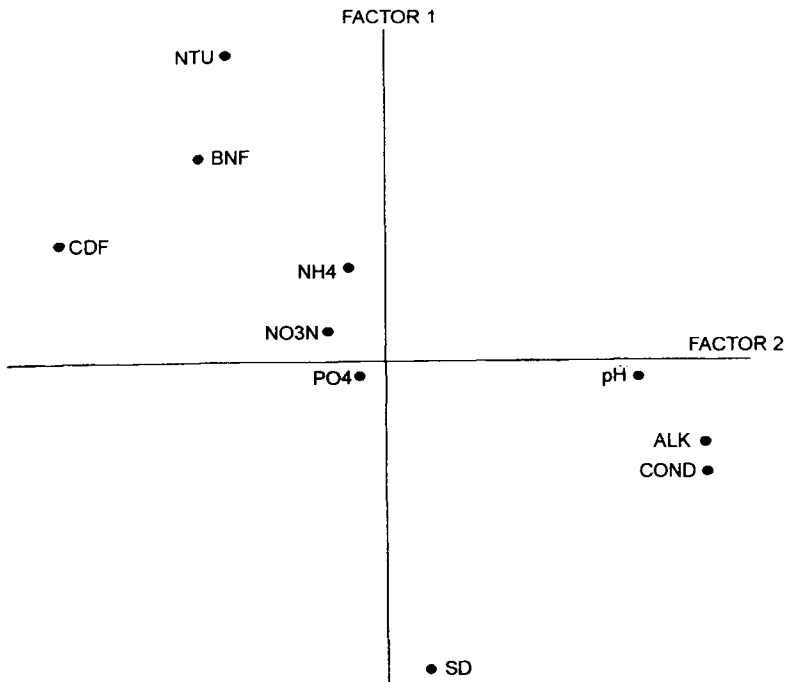 FACTOR 1
NTU
BNF
CDF
NH4
NO3N
FACTOR 2
PO4
pH
ALK
COND
SD